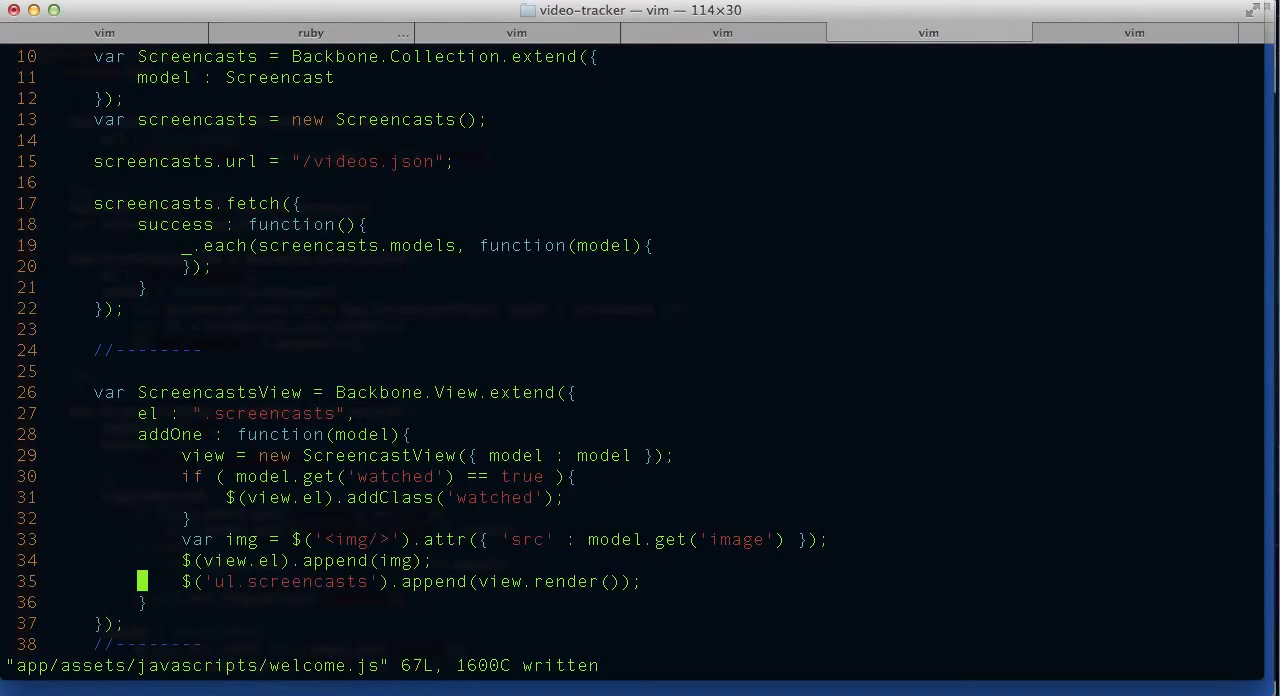 video-tracker — vim — 114×30
vim ruby ... vim vim vim vim
10 var Screencasts = Backbone.Collection.extend({
11 model : Screencast
12 });
13 var screencasts = new Screencasts();
14
15 screencasts.url = "/videos.json";
16
17 screencasts.fetch({
18 success : function(){
19 _.each(screencasts.models, function(model){
20 });
21 }
22 });
23
24 //--------
25
26 var ScreencastsView = Backbone.View.extend({
27 el : ".screencasts",
28 addOne : function(model){
29 view = new ScreencastView({ model : model });
30 if ( model.get('watched') == true ){
31 $(view.el).addClass('watched');
32 }
33 var img = $('<img/>').attr({ 'src' : model.get('image') });
34 $(view.el).append(img);
35 $('ul.screencasts').append(view.render());
36 }
37 });
38 //--------
"app/assets/javascripts/welcome.js" 67L, 1600C written